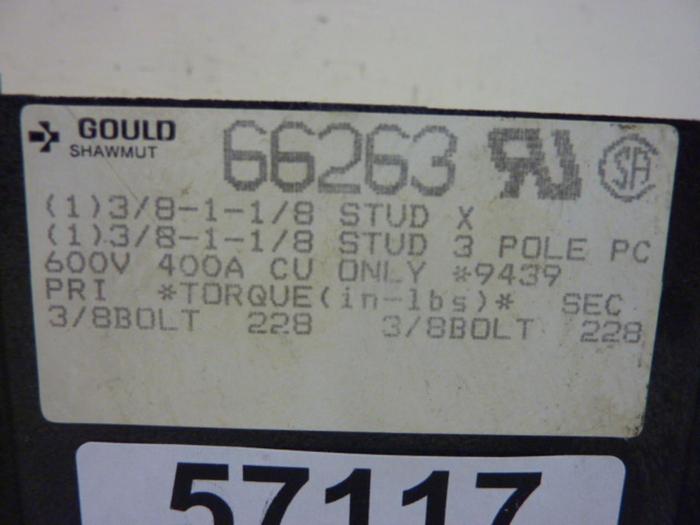 GOULD
SHAWMUT
66263
(1)3/8-1-1/8 STUD X
(1)3/8-1-1/8 STUD 3 POLE PC
600V 400A CU ONLY *9439
PRI *TORQUE(in-lbs)* SEC
3/8BOLT 228 3/8BOLT 228
57117